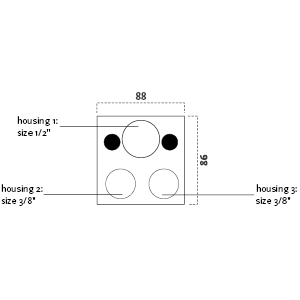 88
housing 1:
size 1/2"
86
housing 2:
size 3/8"
housing 3:
size 3/8"